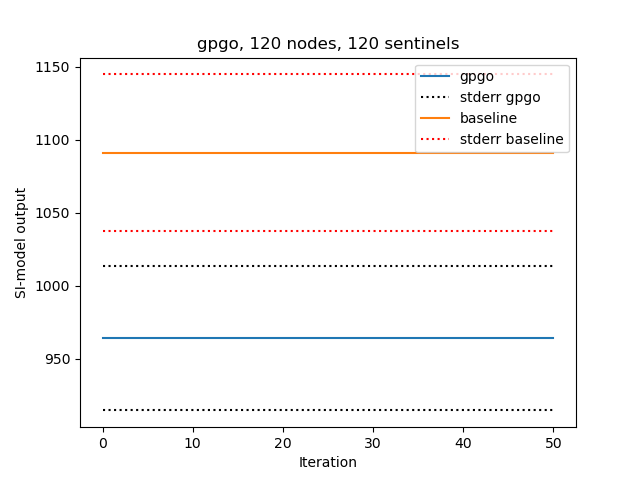 gpgo, 120 nodes, 120 sentinels
gpgo
stderr gpgo
baseline
stderr baseline
1150
1100
1050
1000
950
SI-model output
0 10 20 30 40 50
Iteration